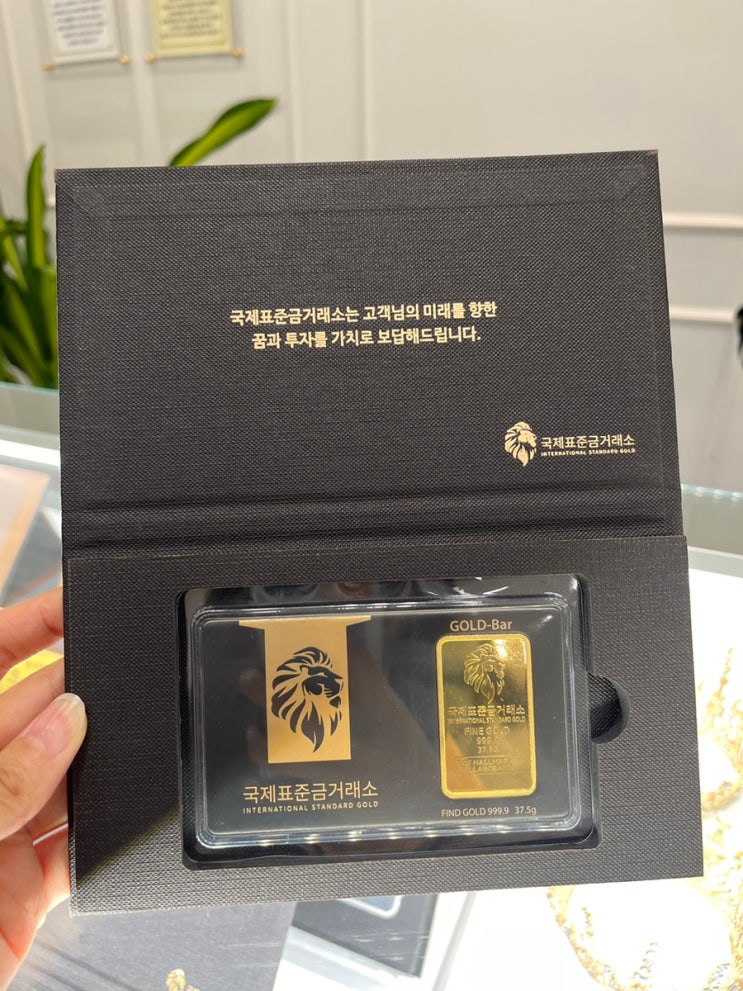 국제표준금거래소는 고객님의 미래를 향한
꿈과 투자를 가치로 보답해드립니다.
국제표준금거래소
INTERNATIONAL STANDARD GOLD
GOLD-Bar
국제표준금거래소
INTERNATIONAL STANDARD GOLD
FINE GOLD
999.9
37.50
HALLMARK
국제표준금거래소
INTERNATIONAL STANDARD GOLD
FIND GOLD 999.9 37.5g